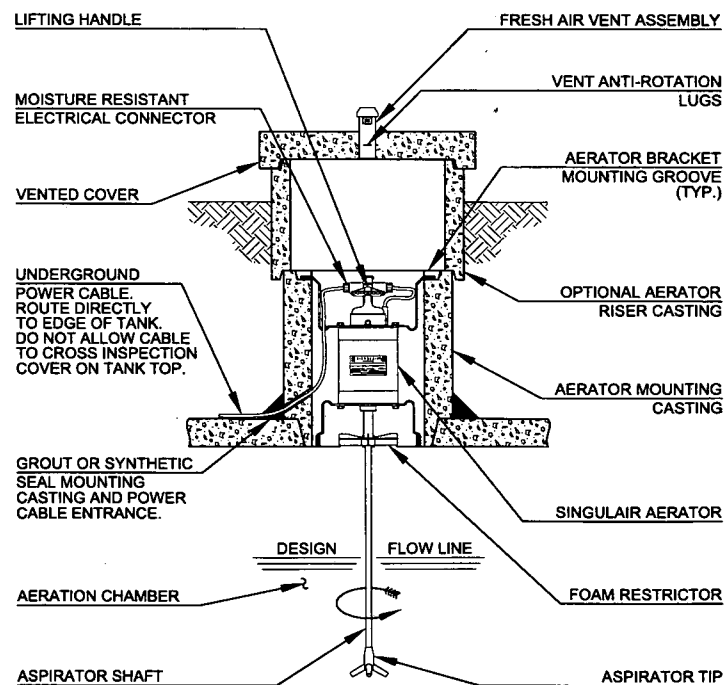 LIFTING HANDLE
FRESH AIR VENT ASSEMBLY
MOISTURE RESISTANT
ELECTRICAL CONNECTOR
VENT ANTI-ROTATION
LUGS
VENTED COVER
AERATOR BRACKET
MOUNTING GROOVE
(TYP.)
UNDERGROUND
POWER CABLE.
ROUTE DIRECTLY
TO EDGE OF TANK.
DO NOT ALLOW CABLE
TO CROSS INSPECTION
COVER ON TANK TOP.
OPTIONAL AERATOR
RISER CASTING
AERATOR MOUNTING
CASTING
GROUT OR SYNTHETIC
SEAL MOUNTING
CASTING AND POWER
CABLE ENTRANCE.
SINGULAIR AERATOR
DESIGN FLOW LINE
AERATION CHAMBER
FOAM RESTRICTOR
ASPIRATOR SHAFT
ASPIRATOR TIP